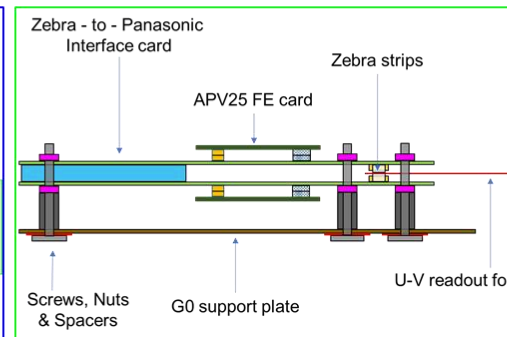 Zebra - to - Panasonic
Interface card
Zebra strips
APV25 FE card
U-V readout fo
Screws, Nuts
& Spacers
G0 support plate